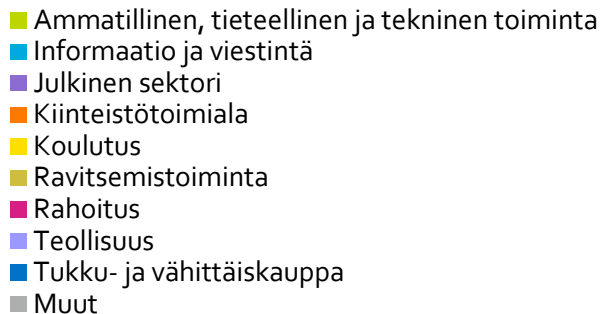 Ammatillinen, tieteellinen ja tekninen toiminta
Informaatio ja viestintä
Julkinen sektori
Kiinteistötoimiala
Koulutus
Ravitsemistoiminta
Rahoitus
Teollisuus
Tukku- ja vähittäiskauppa
Muut